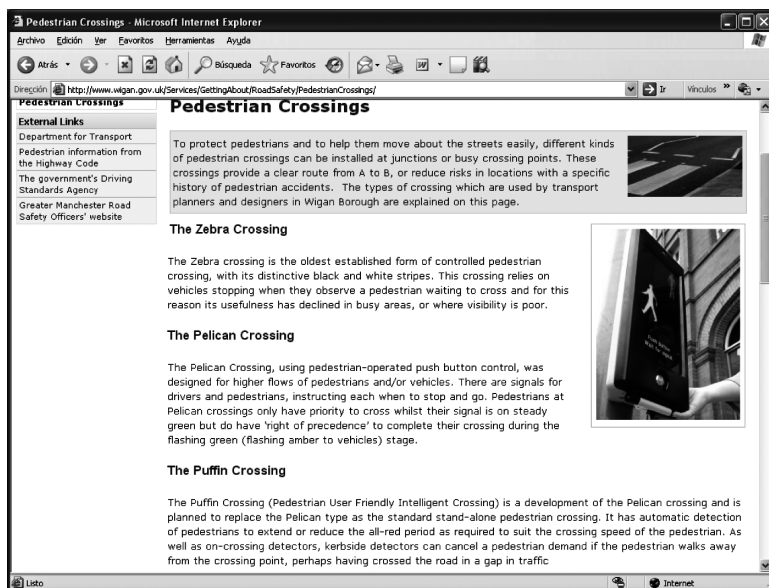 Pedestrian Crossings - Microsoft Internet Explorer
Archivo Edición Ver Favoritos Herramientas Ayuda
Atrás Búsqueda Favoritos
Dirección http://www.wigan.gov.uk/Services/GettingAbout/RoadSafety/PedestrianCrossings/ Ir Vínculos »
Pedestrian Crossings
External Links
Department for Transport
Pedestrian information from
the Highway Code
The government's Driving
Standards Agency
Greater Manchester Road
Safety Officers' website
Pedestrian Crossings
To protect pedestrians and to help them move about the streets easily, different kinds
of pedestrian crossings can be installed at junctions or busy crossing points. These
crossings provide a clear route from A to B, or reduce risks in locations with a specific
history of pedestrian accidents. The types of crossing which are used by transport
planners and designers in Wigan Borough are explained on this page.
The Zebra Crossing
The Zebra crossing is the oldest established form of controlled pedestrian
crossing, with its distinctive black and white stripes. This crossing relies on
vehicles stopping when they observe a pedestrian waiting to cross and for this
reason its usefulness has declined in busy areas, or where visibility is poor.
The Pelican Crossing
The Pelican Crossing, using pedestrian-operated push button control, was
designed for higher flows of pedestrians and/or vehicles. There are signals for
drivers and pedestrians, instructing each when to stop and go. Pedestrians at
Pelican crossings only have priority to cross whilst their signal is on steady
green but do have 'right of precedence' to complete their crossing during the
flashing green (flashing amber to vehicles) stage.
The Puffin Crossing
The Puffin Crossing (Pedestrian User Friendly Intelligent Crossing) is a development of the Pelican crossing and is
planned to replace the Pelican type as the standard stand-alone pedestrian crossing. It has automatic detection
of pedestrians to extend or reduce the all-red period as required to suit the crossing speed of the pedestrian. As
well as on-crossing detectors, kerbside detectors can cancel a pedestrian demand if the pedestrian walks away
from the crossing point, perhaps having crossed the road in a gap in traffic
Listo Internet